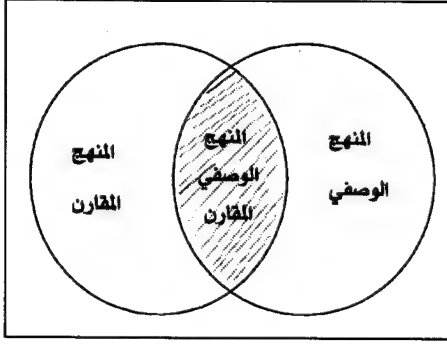 المنهج
الوصفي
المنهج
الوصفي
المقارن
المنهج
المقارن